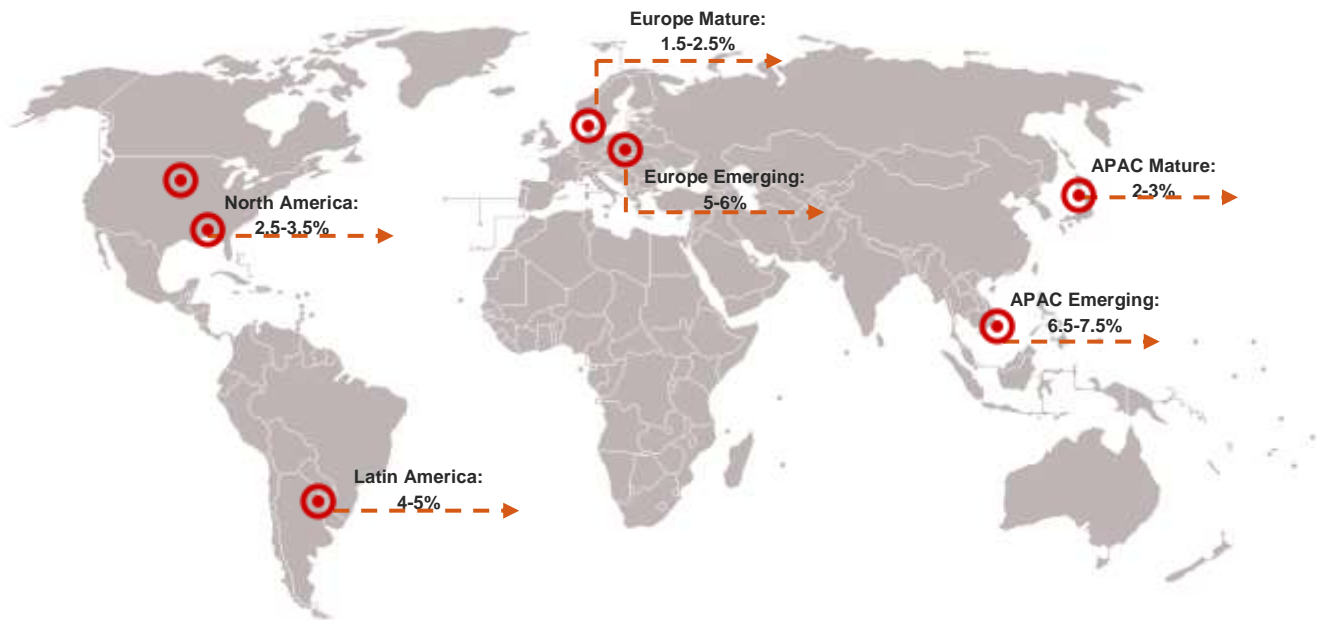 Europe Mature:
1.5-2.5%
APAC Mature:
2-3%
Europe Emerging:
5-6%
North America:
2.5-3.5%
APAC Emerging:
6.5-7.5%
Latin America:
4-5%